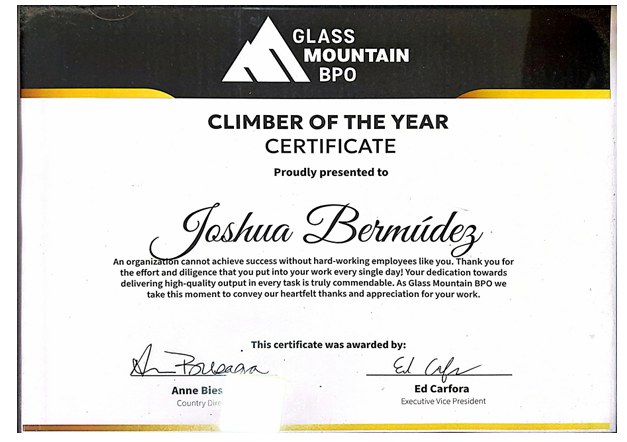 GLASS
MOUNTAIN
BPO
CLIMBER OF THE YEAR
CERTIFICATE
Proudly presented to
Joshua Bermúdez
An organization cannot achieve success without hard-working employees like you. Thank you for
the effort and diligence that you put into your work every single day! Your dedication towards
delivering high-quality output in every task is truly commendable. As Glass Mountain BPO we
take this moment to convey our heartfelt thanks and appreciation for your work.
This certificate was awarded by:
Ed Carfora
Anne Bies
Ed Carfora
Country Dire
Executive Vice President